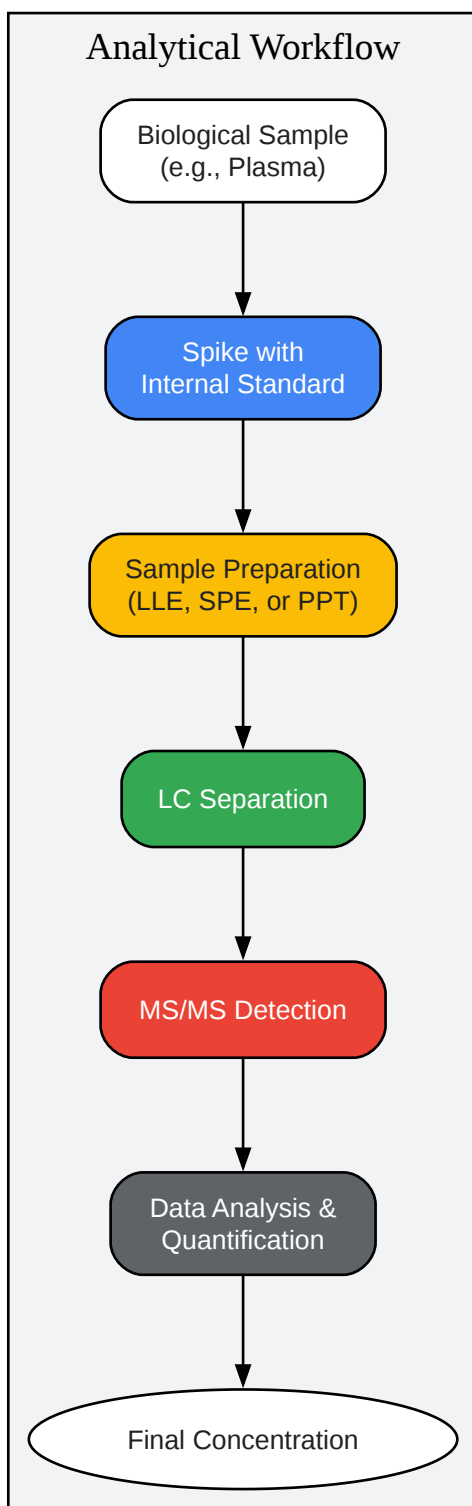 Analytical Workflow
Biological Sample
(e.g., Plasma)
Spike with
Internal Standard
Sample Preparation
(LLE, SPE, or PPT)
LC Separation
MS/MS Detection
Data Analysis &
Quantification
Final Concentration